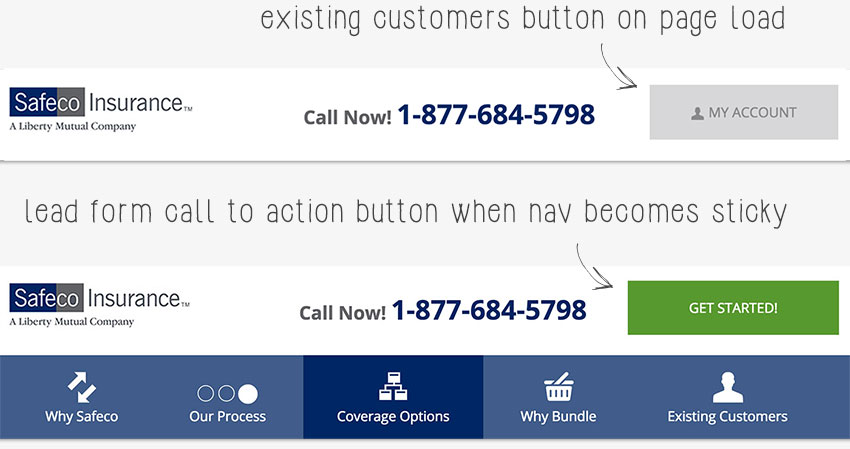 existing customers button on page load
Safeco Insurance™
A Liberty Mutual Company
Call Now! 1-877-684-5798
MY ACCOUNT
lead form call to action button when nav becomes sticky
Safeco Insurance™
A Liberty Mutual Company
Call Now! 1-877-684-5798
GET STARTED!
Why Safeco
Our Process
Coverage Options
Why Bundle
Existing Customers